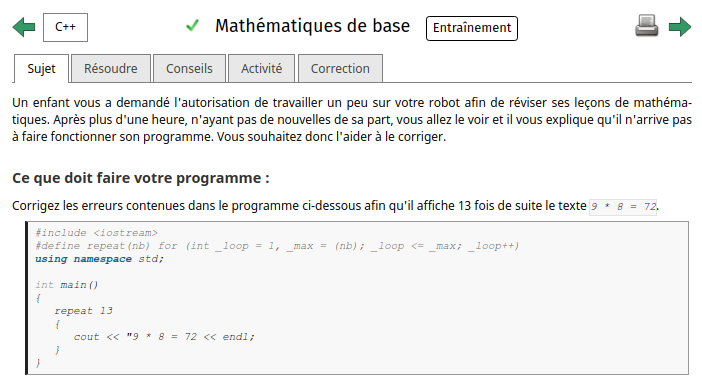 C++ Mathématiques de base Entraînement
Sujet Résoudre Conseils Activité Correction
Un enfant vous a demandé l'autorisation de travailler un peu sur votre robot afin de réviser ses leçons de mathéma-
tiques. Après plus d'une heure, n'ayant pas de nouvelles de sa part, vous allez le voir et il vous explique qu'il n'arrive pas
à faire fonctionner son programme. Vous souhaitez donc l'aider à le corriger.
Ce que doit faire votre programme :
Corrigez les erreurs contenues dans le programme ci-dessous afin qu'il affiche 13 fois de suite le texte 9 * 8 = 72.
#include <iostream>
#define repeat(nb) for (int _loop = 1, _max = (nb); _loop <= _max; _loop++)
using namespace std;
int main()
{
repeat 13
{
cout << "9 * 8 = 72 << endl;
}
}